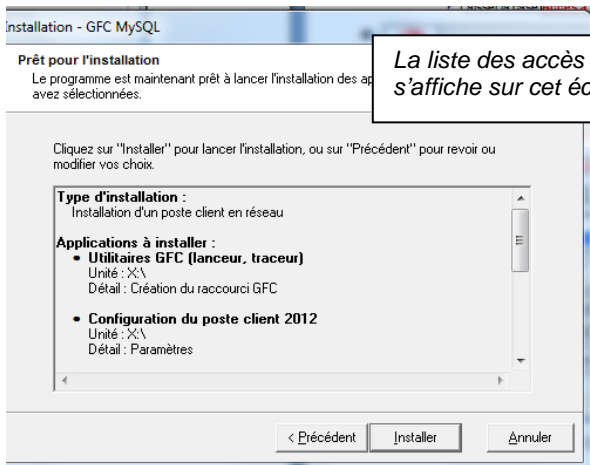 Installation - GFC MySQL
Prêt pour l'installation
Le programme est maintenant prêt à lancer l'installation des
avez sélectionnées.
La liste des accès
s'affiche sur cet
Cliquez sur "Installer" pour lancer l'installation, ou sur "Précédent" pour revoir ou
modifier vos choix.
Type d'installation :
Installation d'un poste client en réseau
Applications à installer :
• Utilitaires GFC (lanceur, traceur)
Unité : X:\
Détail : Création du raccourci GFC
• Configuration du poste client 2012
Unité : X:\
Détail : Paramètres
< Précédent
Installer
Annuler